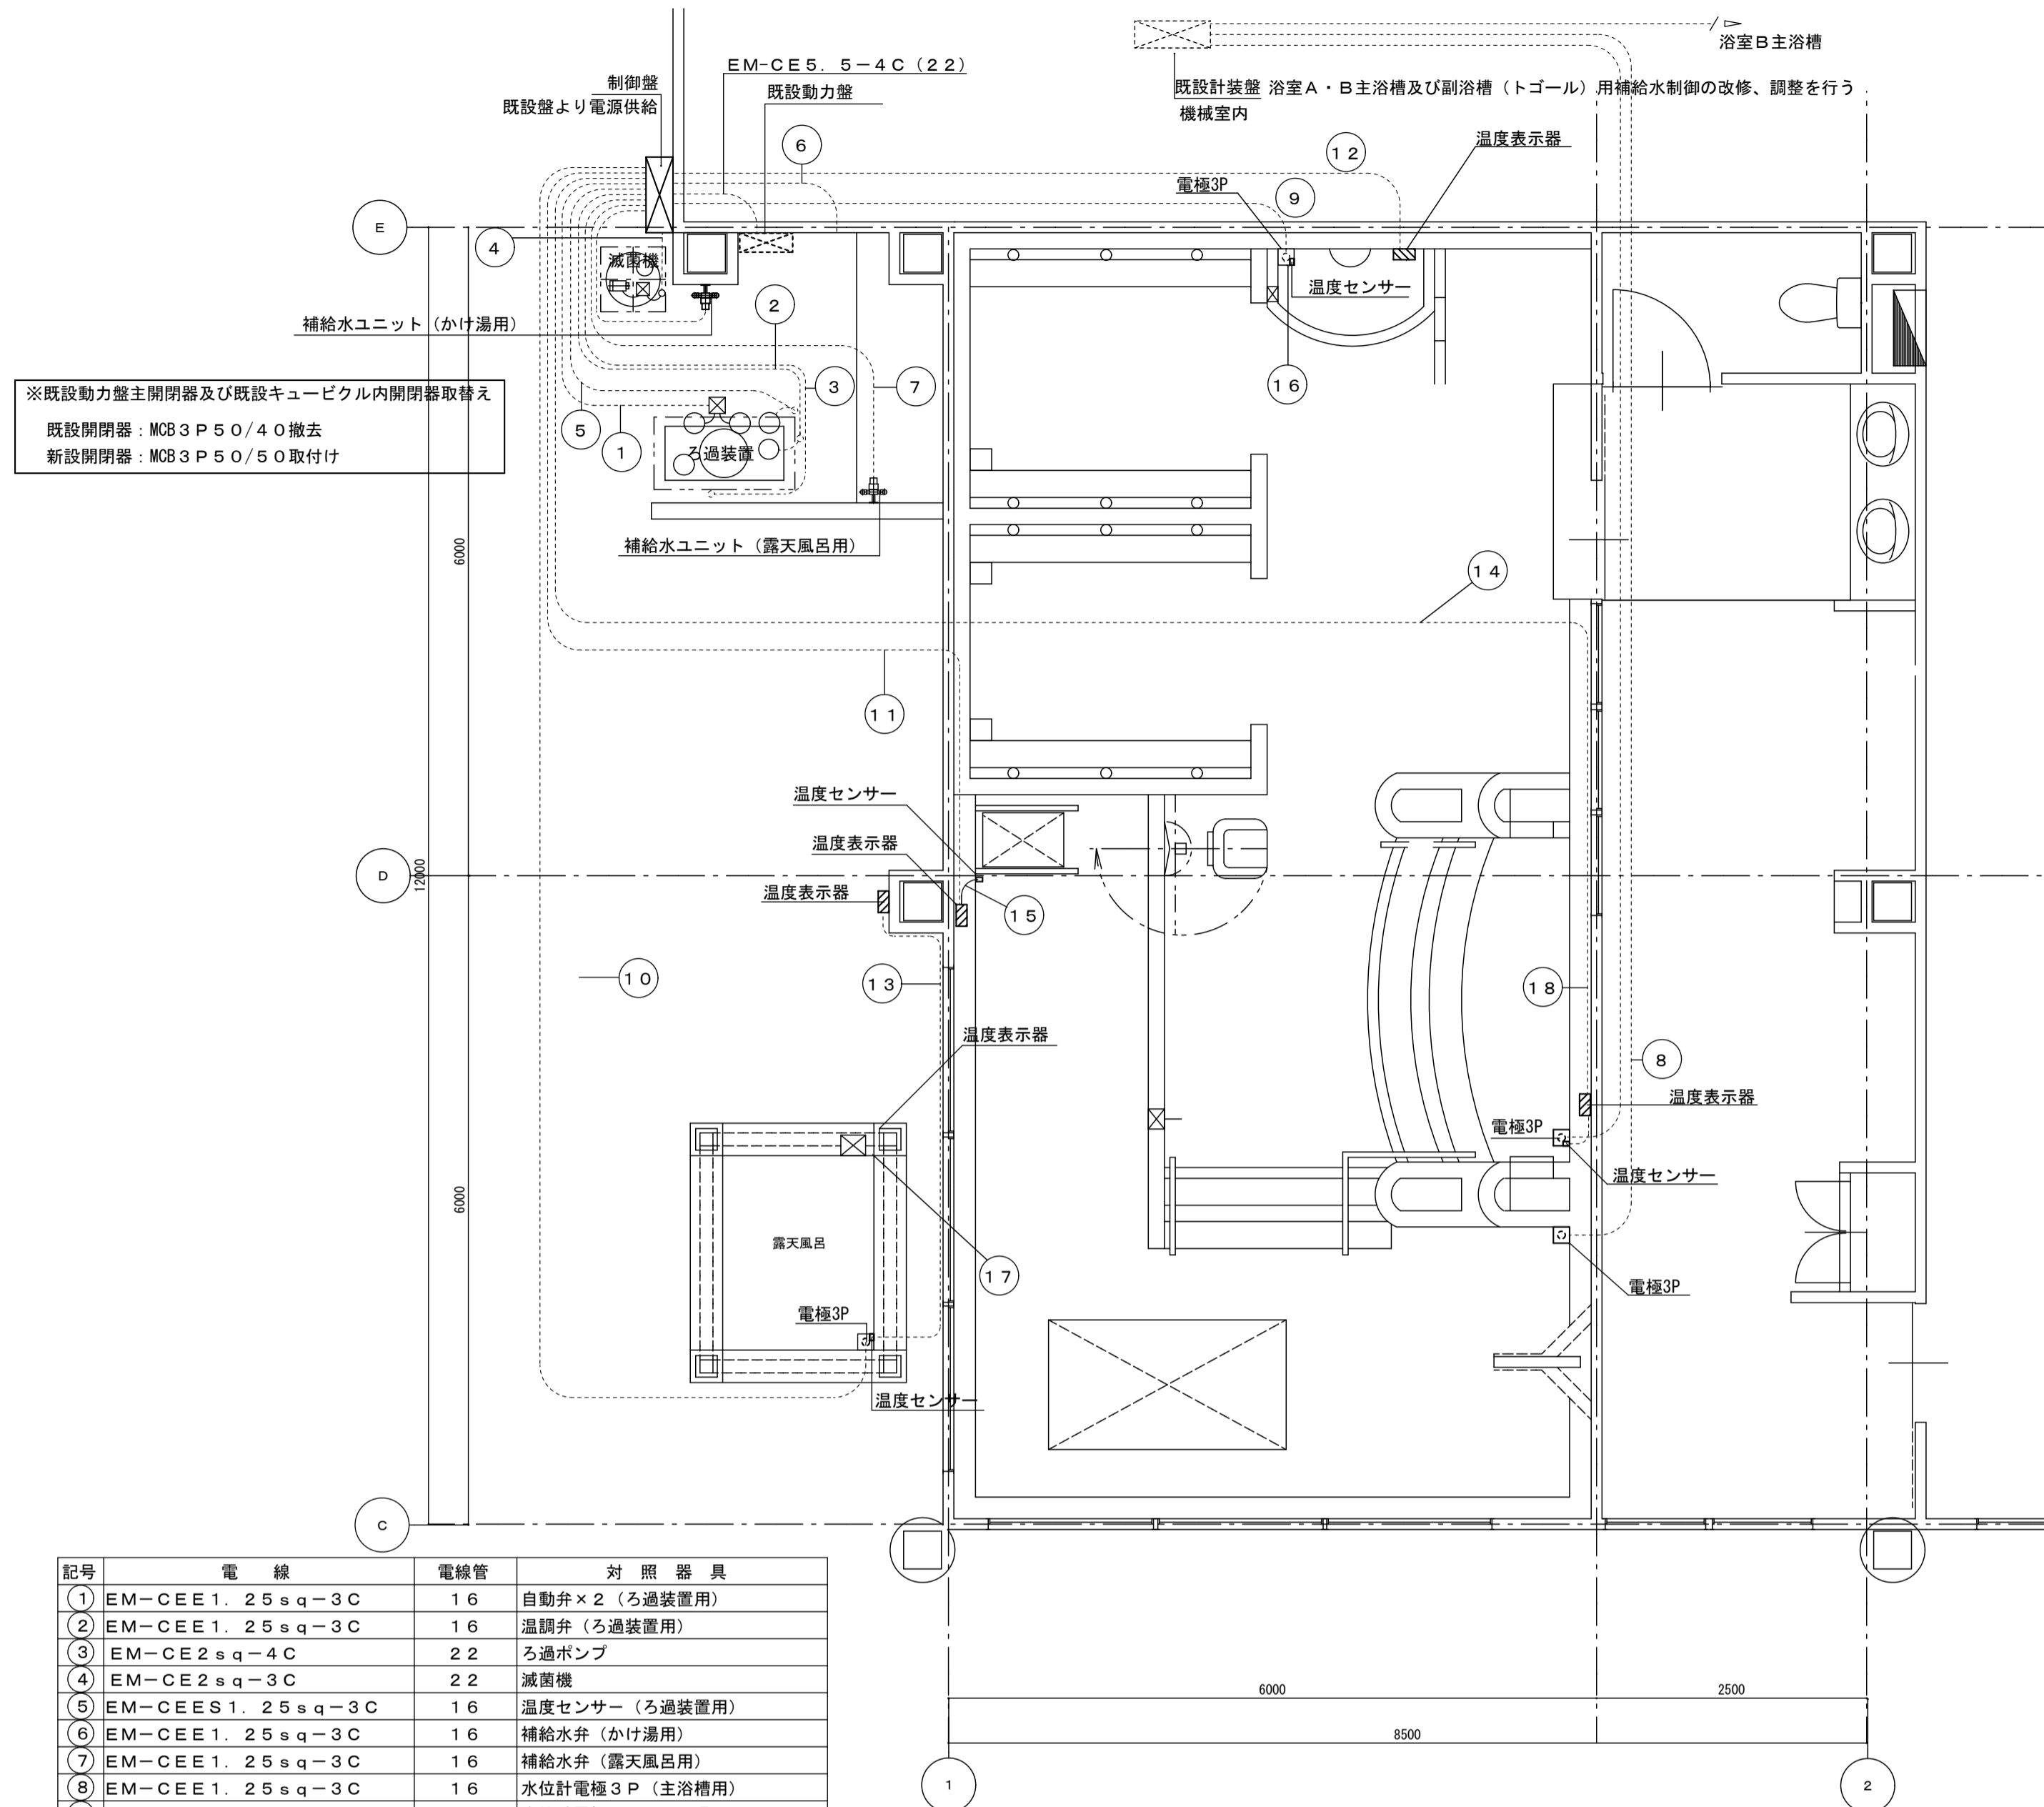 浴室B主浴槽
EM-CE5.5-4C(22)
制御盤
既設盤より電源供給
既設動力盤
既設計装盤 浴室A・B主浴槽及び副浴槽(トゴール)用補給水制御の改修、調整を行う
機械室内
6
12
温度表示器
電極3P
9
E
4
滅菌機
2
温度センサー
補給水ユニット(かけ湯用)
16
3
7
※既設動力盤主開閉器及び既設キュービクル内開閉器取替え
既設開閉器:MCB3P50/40撤去
新設開閉器:MCB3P50/50取付け
5
1
ろ過装置
補給水ユニット(露天風呂用)
6000
14
11
温度センサー
温度表示器
D
12000
温度表示器
15
10
13
18
温度表示器
8
温度表示器
電極3P
温度センサー
6000
露天風呂
17
電極3P
電極3P
温度センサー
C
記号 電線 電線管 対照器具
1 EM-CEE1.25sq-3C 16 自動弁×2(ろ過装置用)
2 EM-CEE1.25sq-3C 16 温調弁(ろ過装置用)
3 EM-CE2sq-4C 22 ろ過ポンプ
4 EM-CE2sq-3C 22 滅菌機
5 EM-CEES1.25sq-3C 16 温度センサー(ろ過装置用)
6 EM-CEE1.25sq-3C 16 補給水弁(かけ湯用)
7 EM-CEE1.25sq-3C 16 補給水弁(露天風呂用)
8 EM-CEE1.25sq-3C 16 水位計電極3P(主浴槽用)
6000
2500
8500
1
2